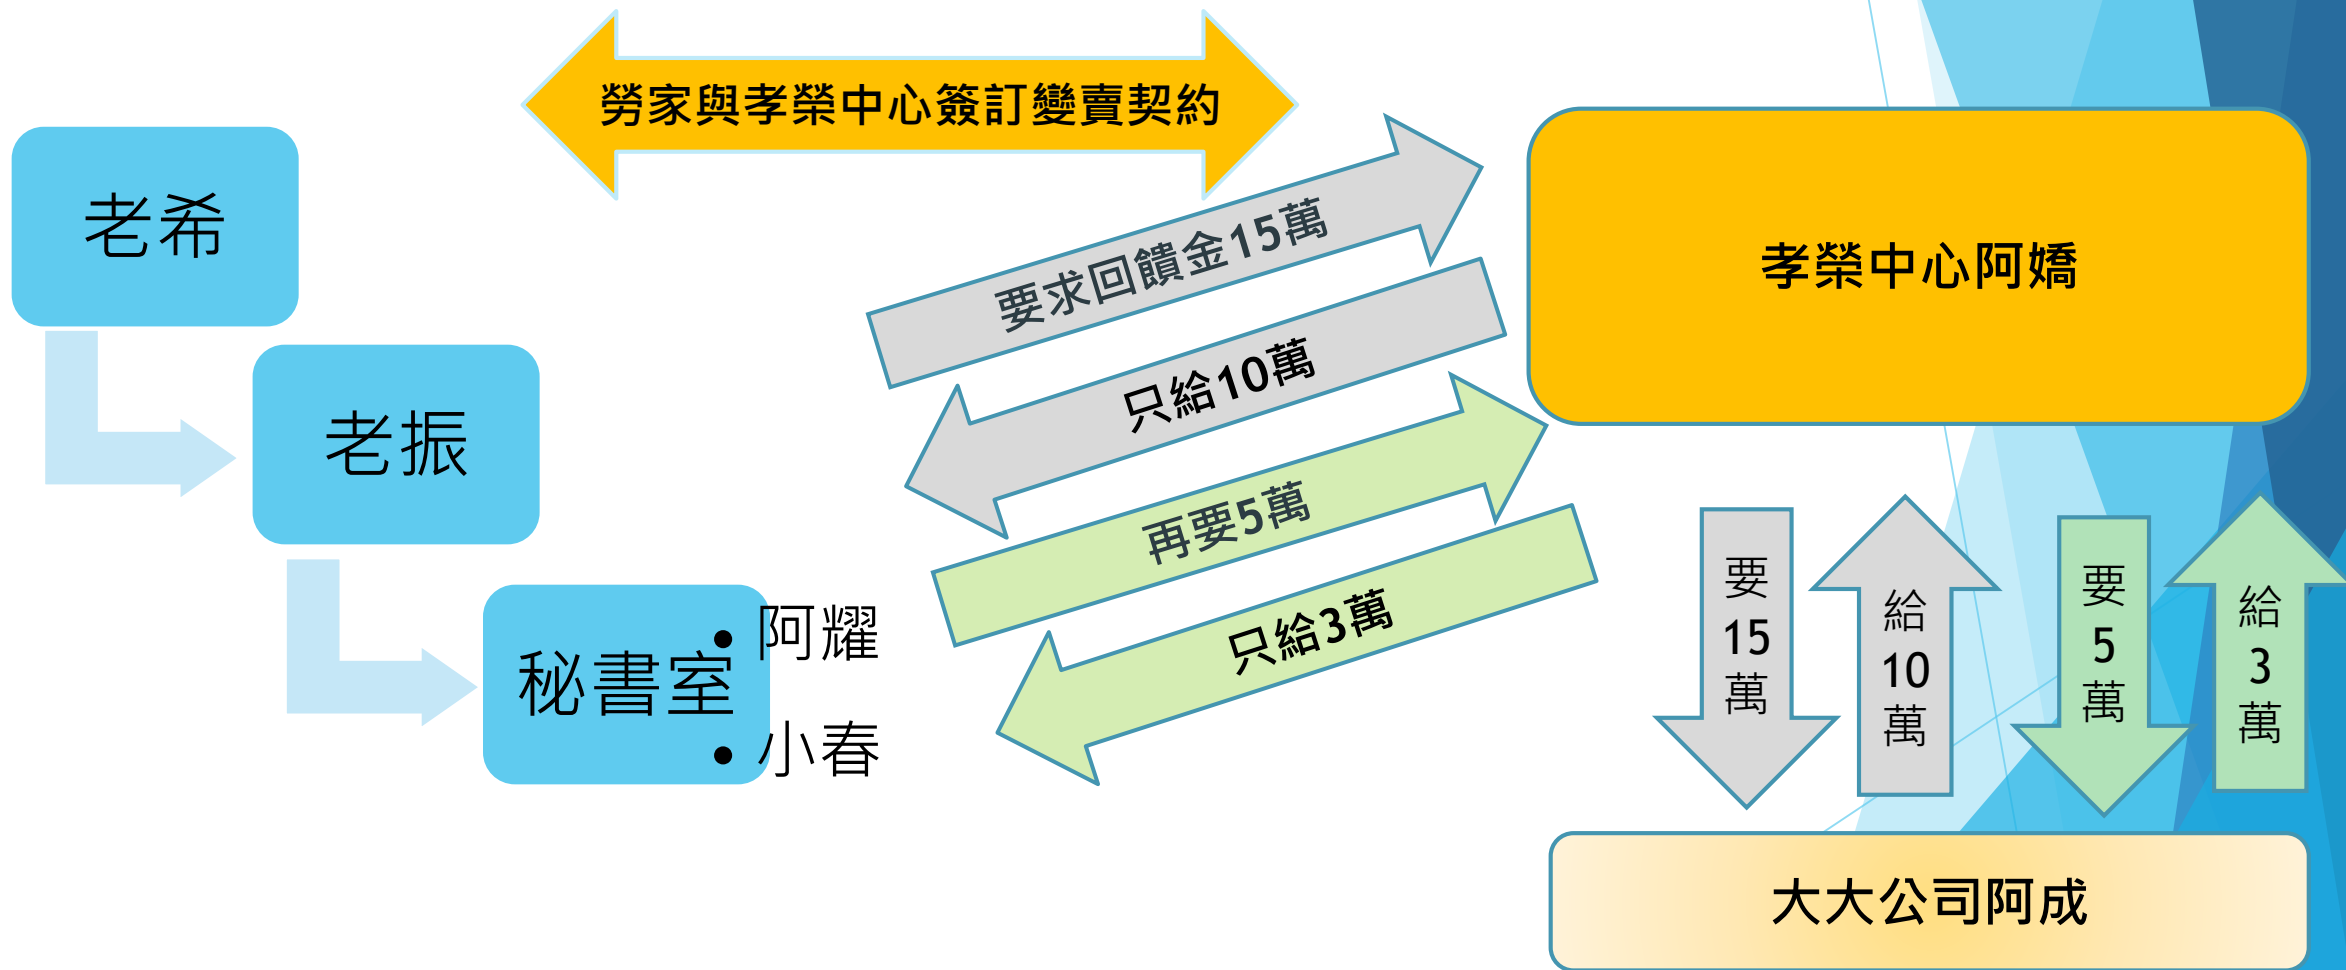 勞家與孝榮中心簽訂變賣契約
老希
老振
秘書室
• 阿耀
• 小春
要求回饋金15萬
只給10萬
再要5萬
只給3萬
孝榮中心阿嬌
要
15
萬
給
10
萬
要
5
萬
給
3
萬
大大公司阿成